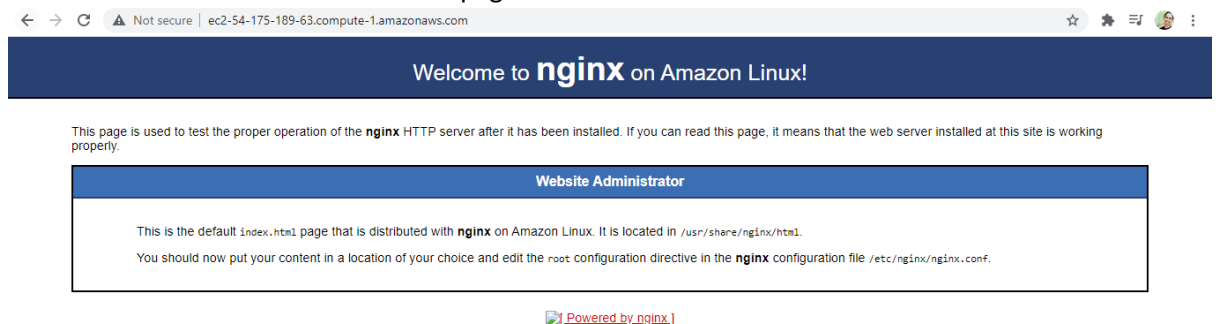 Not secure | ec2-54-175-189-63.compute-1.amazonaws.com
Welcome to nginx on Amazon Linux!
This page is used to test the proper operation of the nginx HTTP server after it has been installed. If you can read this page, it means that the web server installed at this site is working
properly.
Website Administrator
This is the default index.html page that is distributed with nginx on Amazon Linux. It is located in /usr/share/nginx/html.
You should now put your content in a location of your choice and edit the root configuration directive in the nginx configuration file /etc/nginx/nginx.conf.
[ Powered by nginx ]